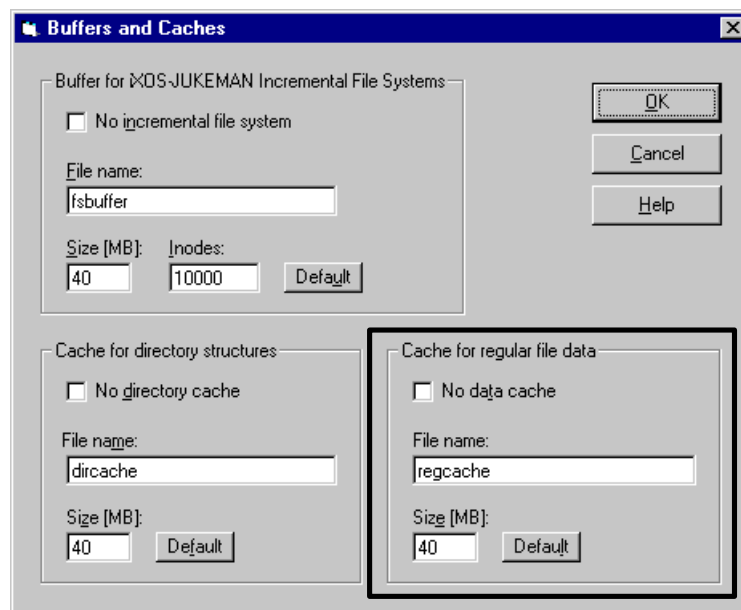 Buffers and Caches
Buffer for iXOS-JUKEMAN Incremental File Systems
No incremental file system
File name:
fsbuffer
Size [MB]: Inodes:
40 10000 Default
OK
Cancel
Help
Cache for directory structures
No directory cache
File name:
dircache
Size [MB]:
40 Default
Cache for regular file data
No data cache
File name:
regcache
Size [MB]:
40 Default